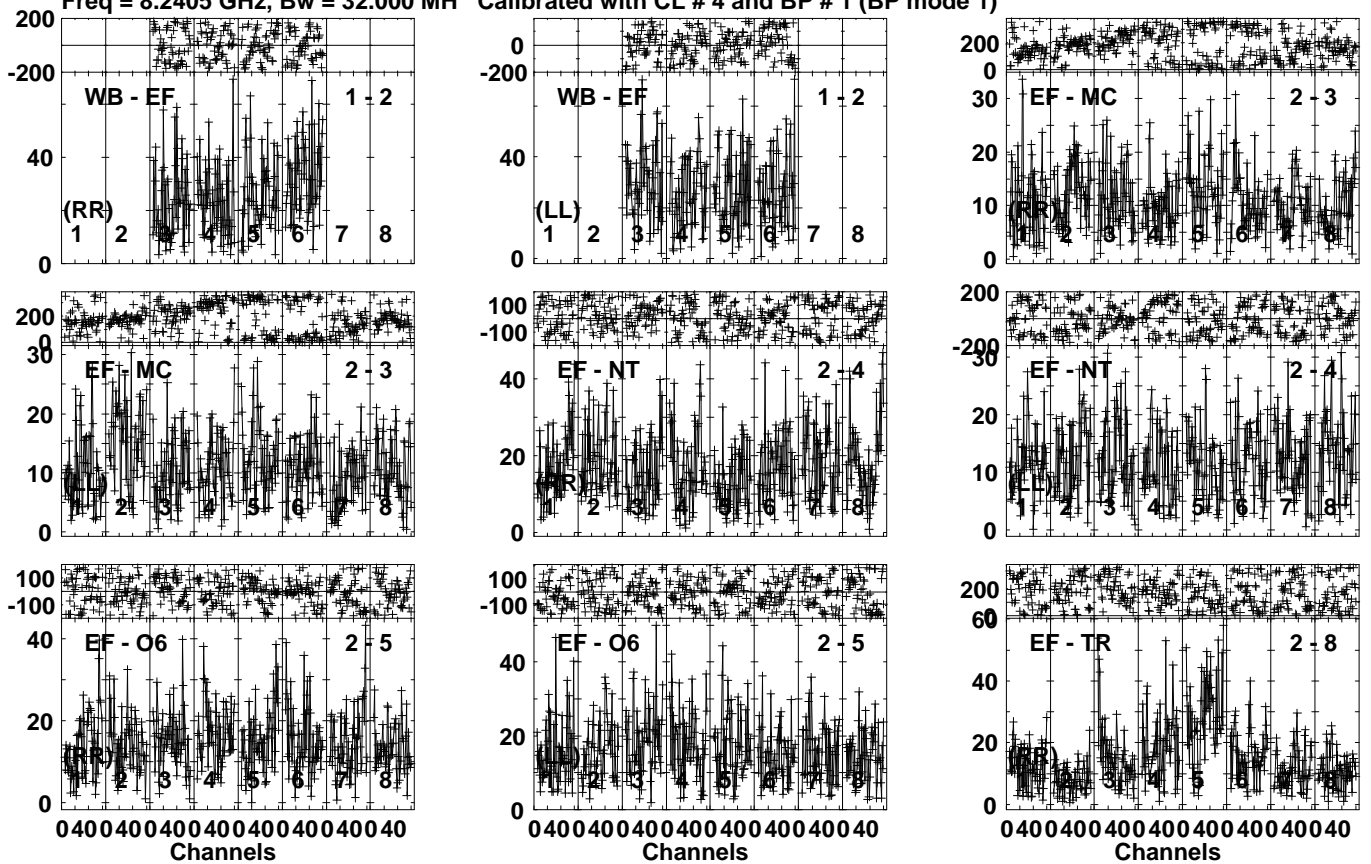 Freq = 8.2405 GHz, Bw = 32.000 MH Calibrated with CL # 4 and BP # 1 (BP mode 1)
200
-200
WB - EF 1 - 2
40
(RR)
1 2 3 4 5 6 7 8
0
200
0
-200
WB - EF 1 - 2
40
(LL)
1 2 3 4 5 6 7 8
0
200
0
30
EF - MC 2 - 3
20
10
(RR)
1 2 3 4 5 6 7 8
0
200
0
30
EF - MC 2 - 3
20
10
(LL)
1 2 3 4 5 6 7 8
0
100
-100
40
EF - NT 2 - 4
20
(RR)
1 2 3 4 5 6 7 8
0
200
-200
30
EF - NT 2 - 4
20
10
(LL)
1 2 3 4 5 6 7 8
0
100
-100
40
EF - O6 2 - 5
20
(RR)
1 2 3 4 5 6 7 8
0
0 40 0 40 0 40 0 40 0 40 0 40 0 40 0 40
Channels
100
-100
EF - O6 2 - 5
40
20
(LL)
1 2 3 4 5 6 7 8
0
0 40 0 40 0 40 0 40 0 40 0 40 0 40 0 40
Channels
200
0
60
EF - TR 2 - 8
40
20
(RR)
1 2 3 4 5 6 7 8
0
0 40 0 40 0 40 0 40 0 40 0 40 0 40 0 40
Channels